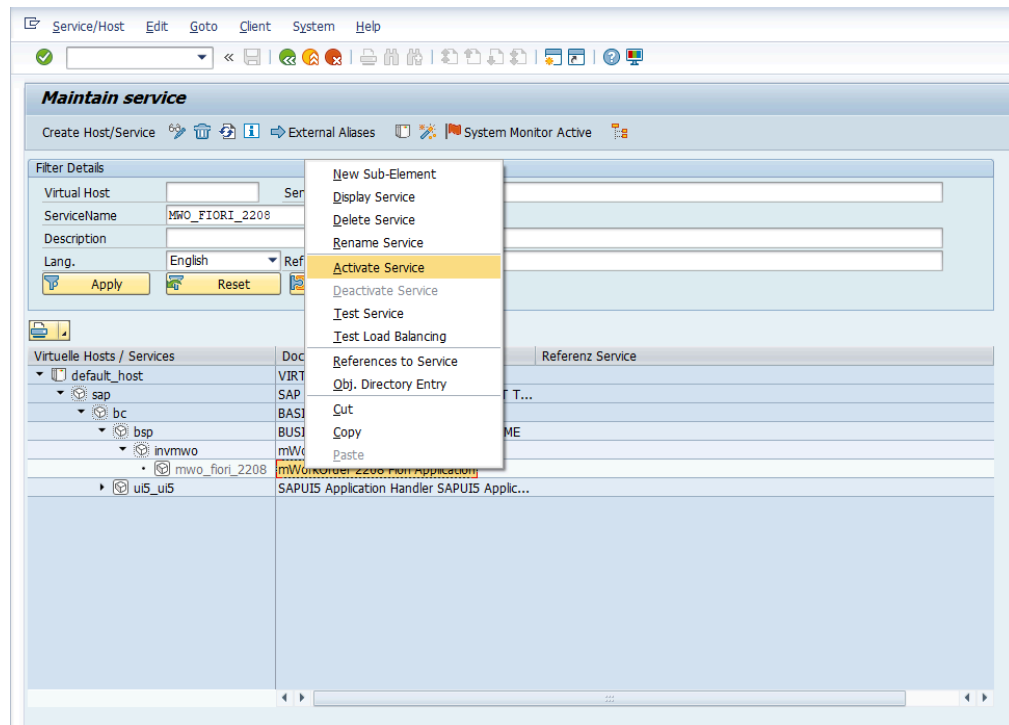 Service/Host Edit Goto Client System Help
Maintain service
Create Host/Service External Aliases System Monitor Active
Filter Details
Virtual Host Ser
ServiceName MWO_FIORI_2208
Description
Lang. English Ref
Apply Reset
New Sub-Element
Display Service
Delete Service
Rename Service
Activate Service
Deactivate Service
Test Service
Test Load Balancing
References to Service
Obj. Directory Entry
Cut
Copy
Paste
Virtuelle Hosts / Services Doc Referenz Service
default_host VIRT
sap SAP T T...
bc BASI
bsp BUSI ME
invmwo mWo
mwo_fiori_2208 mWorkOrder 2208 Fiori Application
ui5_ui5 SAPUI5 Application Handler SAPUI5 Applic...